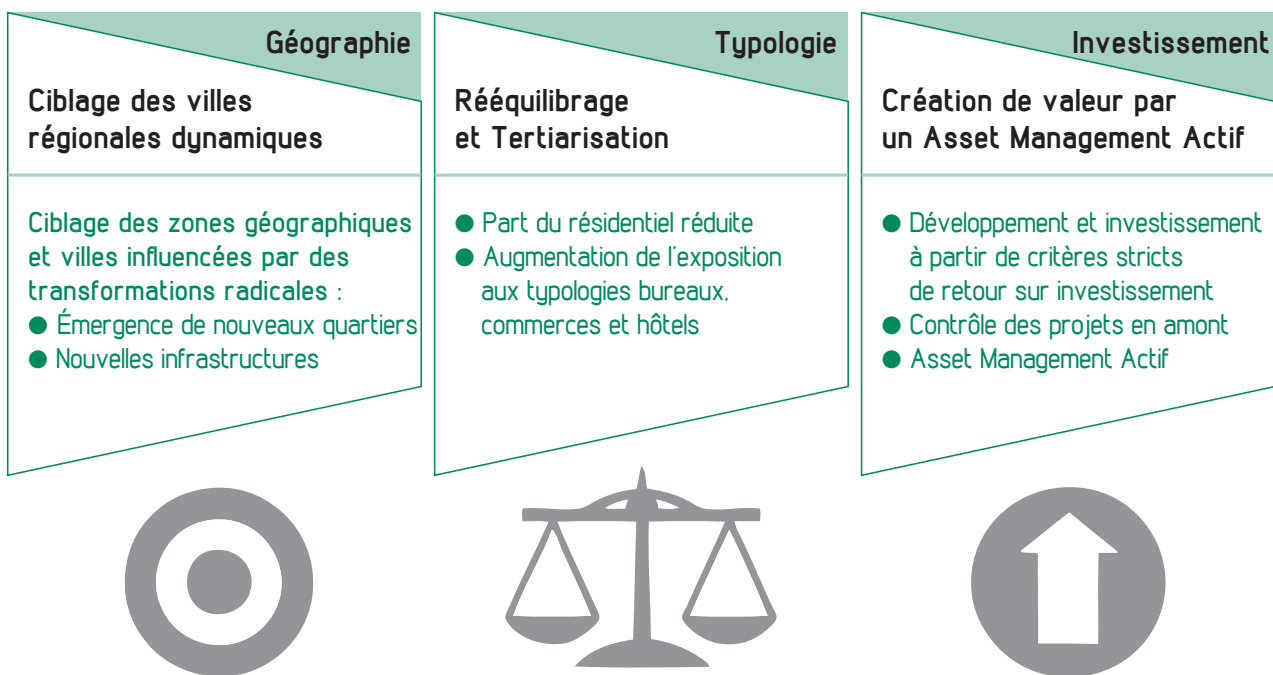 Géographie
Ciblage des villes
régionales dynamiques
Ciblage des zones géographiques
et villes influencées par des
transformations radicales :
● Émergence de nouveaux quartiers
● Nouvelles infrastructures
Typologie
Rééquilibrage
et Tertiarisation
● Part du résidentiel réduite
● Augmentation de l'exposition
aux typologies bureaux,
commerces et hôtels
Investissement
Création de valeur par
un Asset Management Actif
● Développement et investissement
à partir de critères stricts
de retour sur investissement
● Contrôle des projets en amont
● Asset Management Actif